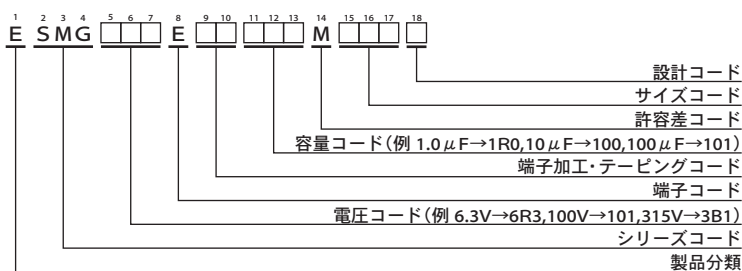 1 2 3 4 5 6 7 8 9 10 11 12 13 14 15 16 17 18
E SMG □□□ E □□ □□□ M □□□ □
設計コード
サイズコード
許容差コード
容量コード(例 1.0μF→1R0,10μF→100,100μF→101)
端子加工・テーピングコード
端子コード
電圧コード(例 6.3V→6R3,100V→101,315V→3B1)
シリーズコード
製品分類